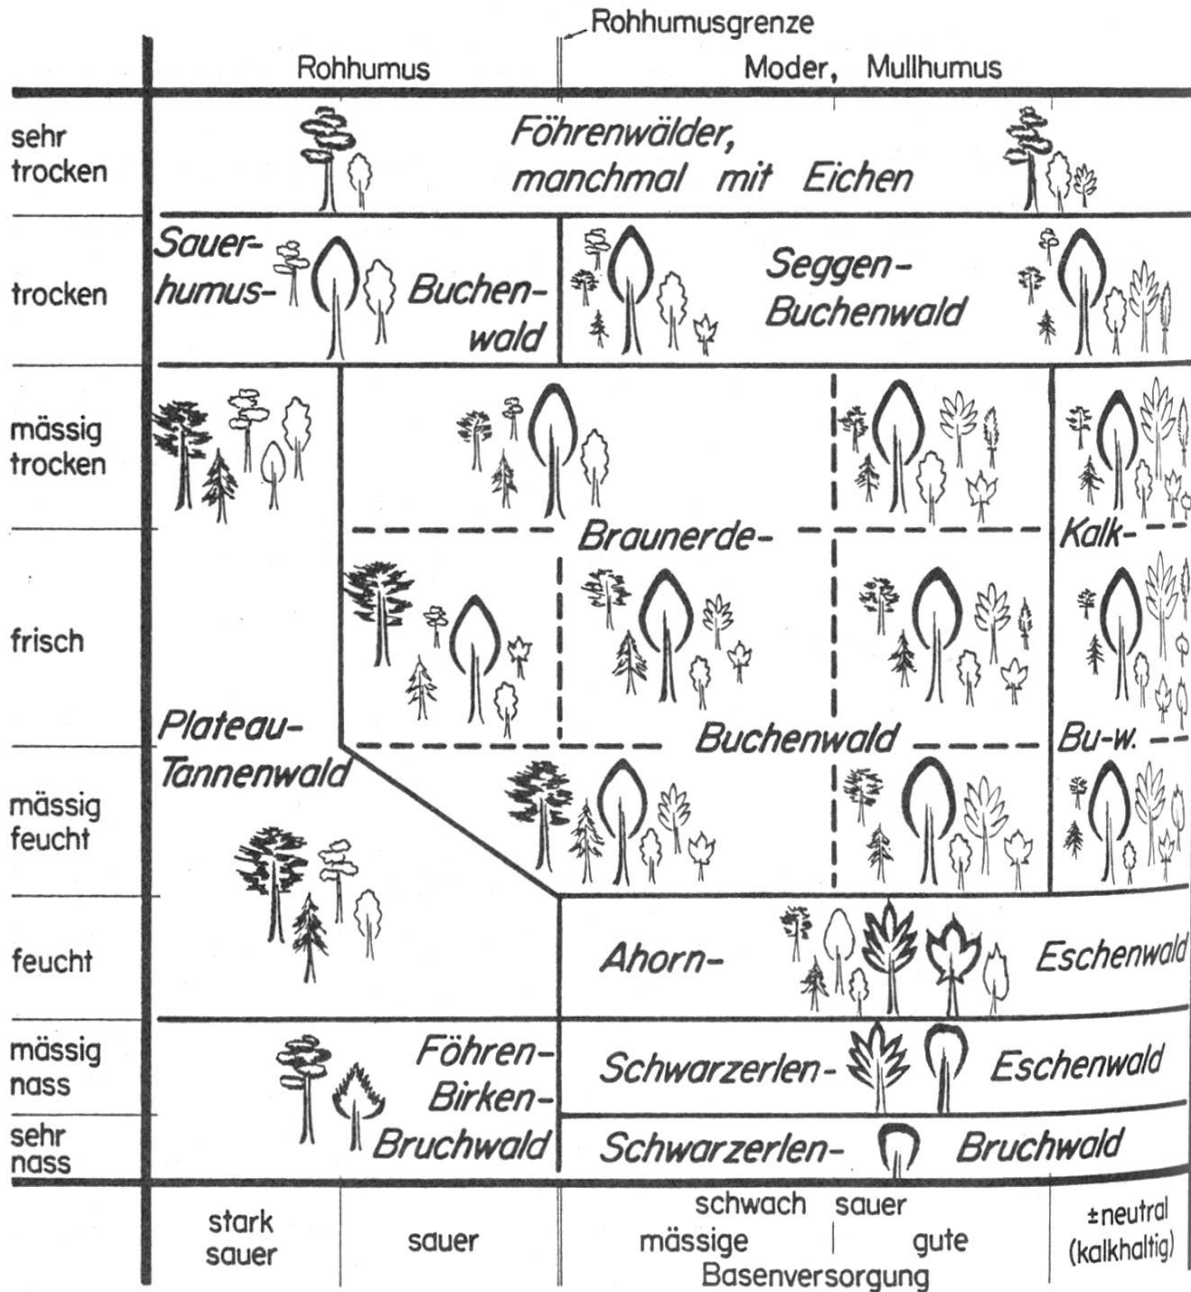 Rohhumusgrenze
Rohhumus
Moder, Mullhumus
sehr
trocken
Föhrenwälder,
manchmal mit Eichen
trocken
Sauer-
humus-
Buchen-
wald
Seggen-
Buchenwald
mässig
trocken
Braunerde-
Kalk-
frisch
Plateau-
Tannenwald
Buchenwald
Bu-w.
mässig
feucht
feucht
Ahorn-
Eschenwald
mässig
nass
Föhren-
Birken-
Bruchwald
Schwarzerlen-
Eschenwald
sehr
nass
Schwarzerlen-
Bruchwald
stark
sauer
sauer
schwach sauer
mässige
gute
Basenversorgung
±neutral
(kalkhaltig)